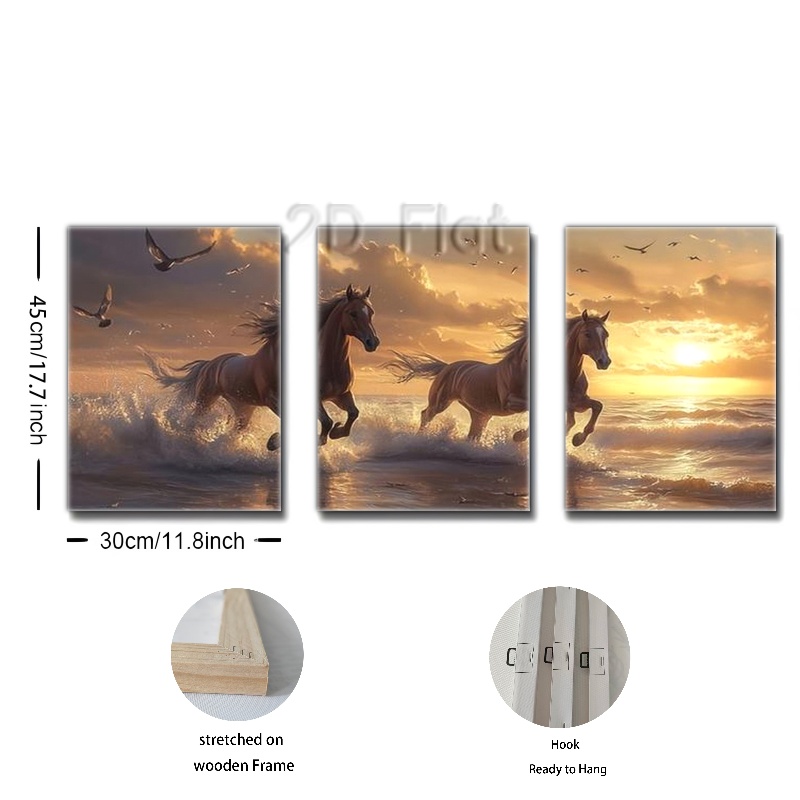 2D Flat
45cm/17.7inch
30cm/11.8inch
stretched on
wooden Frame
Hook
Ready to Hang